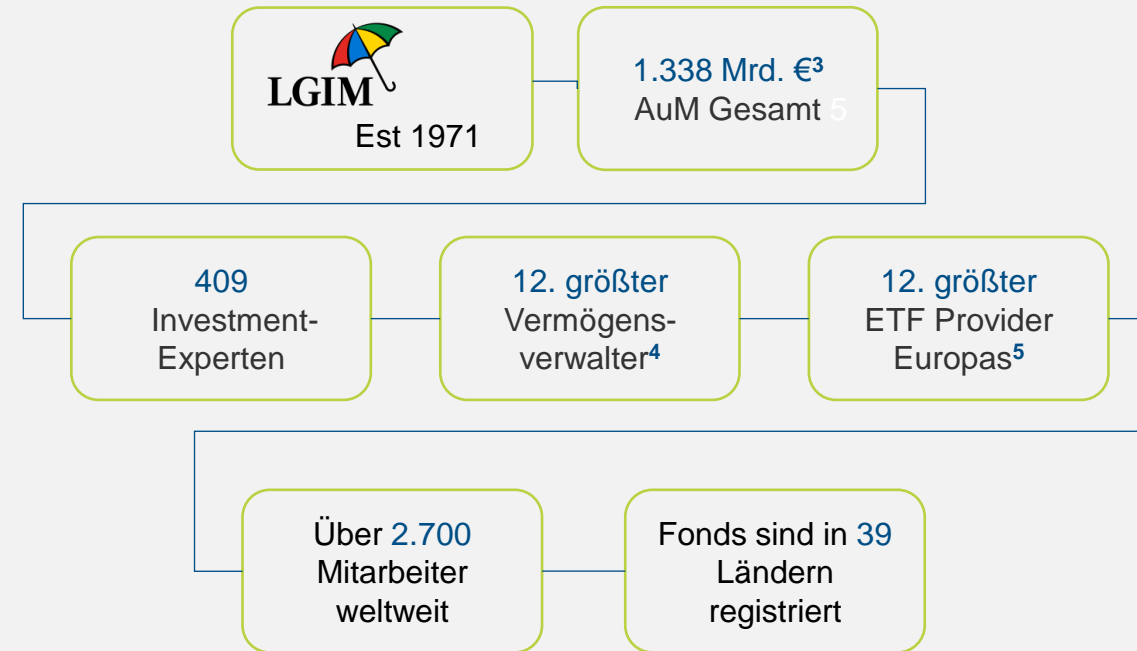 LGIM
Est 1971
1.338 Mrd. €³
AuM Gesamt 5
409
Investment-
Experten
12. größter
Vermögens-
verwalter⁴
12. größter
ETF Provider
Europas⁵
Über 2.700
Mitarbeiter
weltweit
Fonds sind in 39
Ländern
registriert